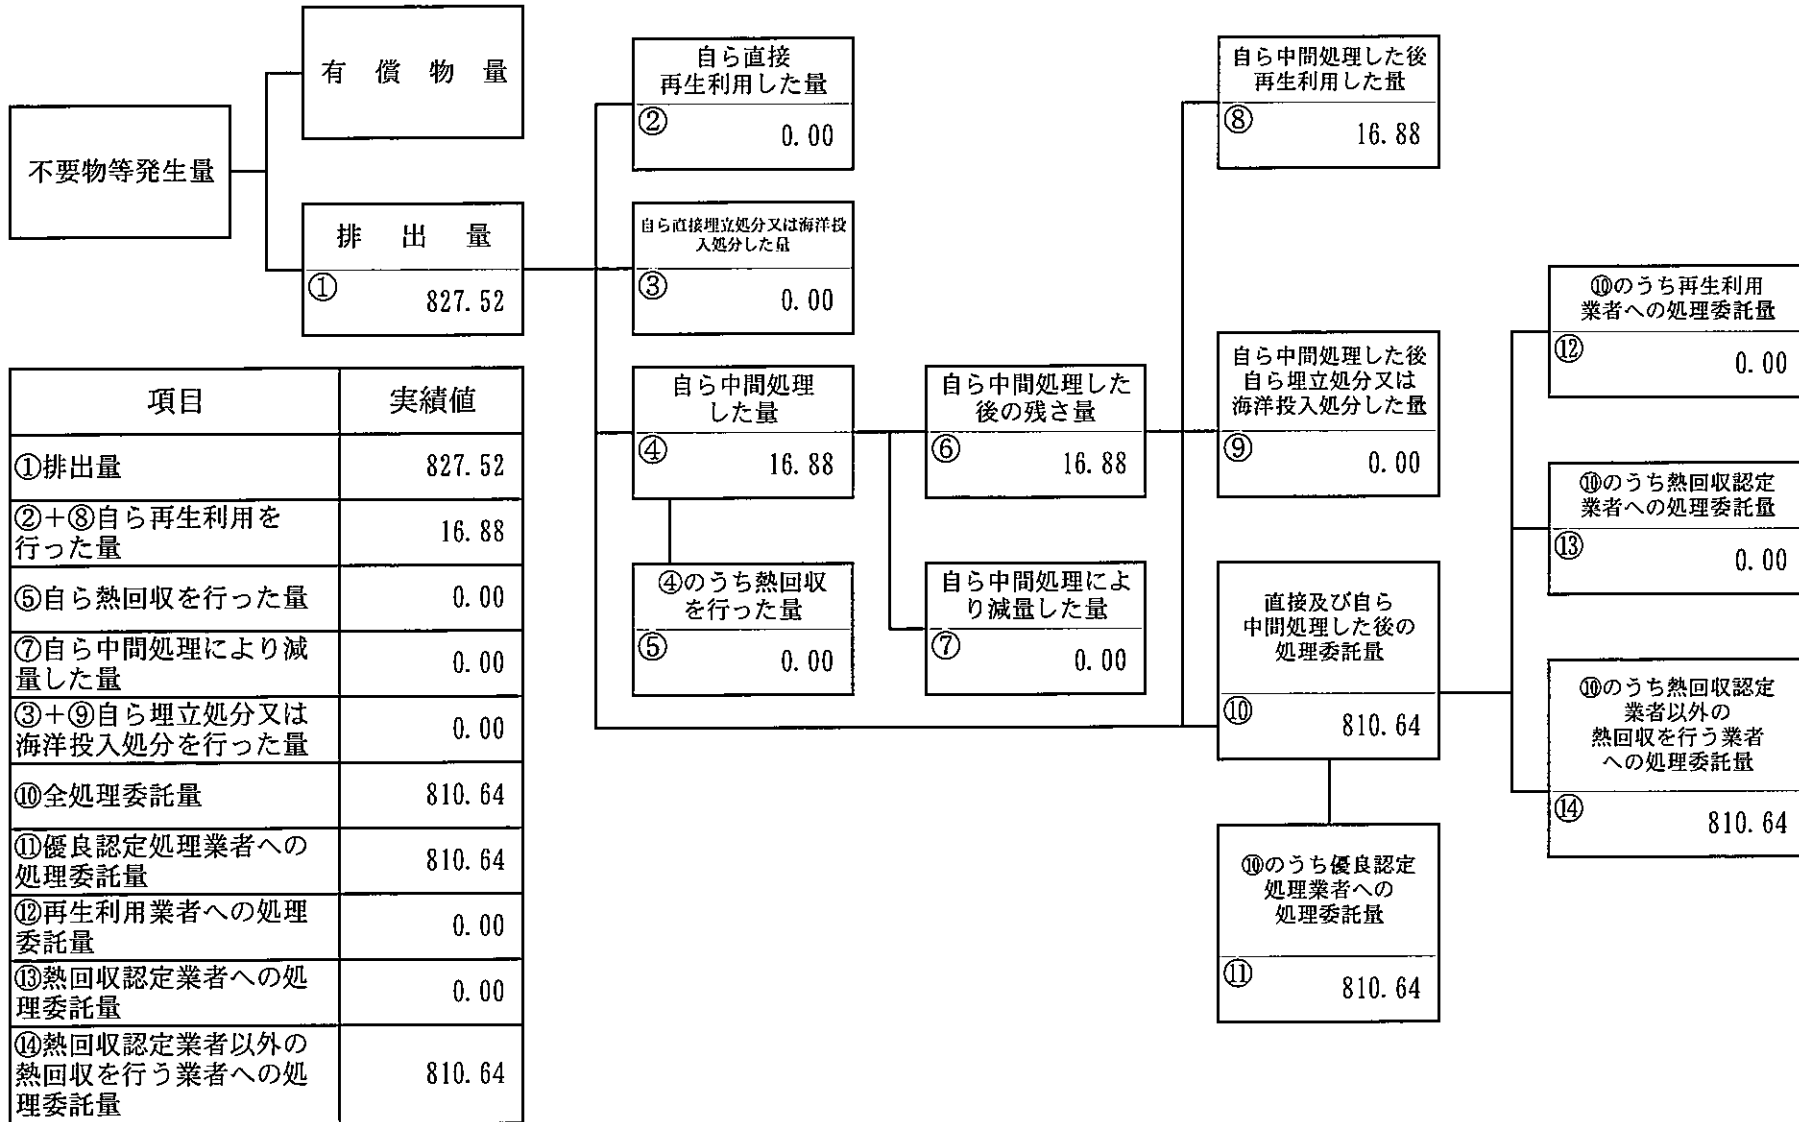 不要物等発生量
有償物量
排出量
①
827.52
自ら直接
再生利用した量
②
0.00
自ら直接埋立処分又は海洋投
入処分した量
③
0.00
自ら中間処理
した量
④
16.88
④のうち熱回収
を行った量
⑤
0.00
自ら中間処理した
後の残さ量
⑥
16.88
自ら中間処理によ
り減量した量
⑦
0.00
自ら中間処理した後
再生利用した量
⑧
16.88
自ら中間処理した後
自ら埋立処分又は
海洋投入処分した量
⑨
0.00
直接及び自ら
中間処理した後の
処理委託量
⑩
810.64
⑩のうち優良認定
処理業者への
処理委託量
⑪
810.64
⑩のうち再生利用
業者への処理委託量
⑫
0.00
⑩のうち熱回収認定
業者への処理委託量
⑬
0.00
⑩のうち熱回収認定
業者以外の
熱回収を行う業者
への処理委託量
⑭
810.64
項目 実績値
①排出量 827.52
②+⑧自ら再生利用を
行った量 16.88
⑤自ら熱回収を行った量 0.00
⑦自ら中間処理により減
量した量 0.00
③+⑨自ら埋立処分又は
海洋投入処分を行った量 0.00
⑩全処理委託量 810.64
⑪優良認定処理業者への
処理委託量 810.64
⑫再生利用業者への処理
委託量 0.00
⑬熱回収認定業者への処
理委託量 0.00
⑭熱回収認定業者以外の
熱回収を行う業者への処
理委託量 810.64